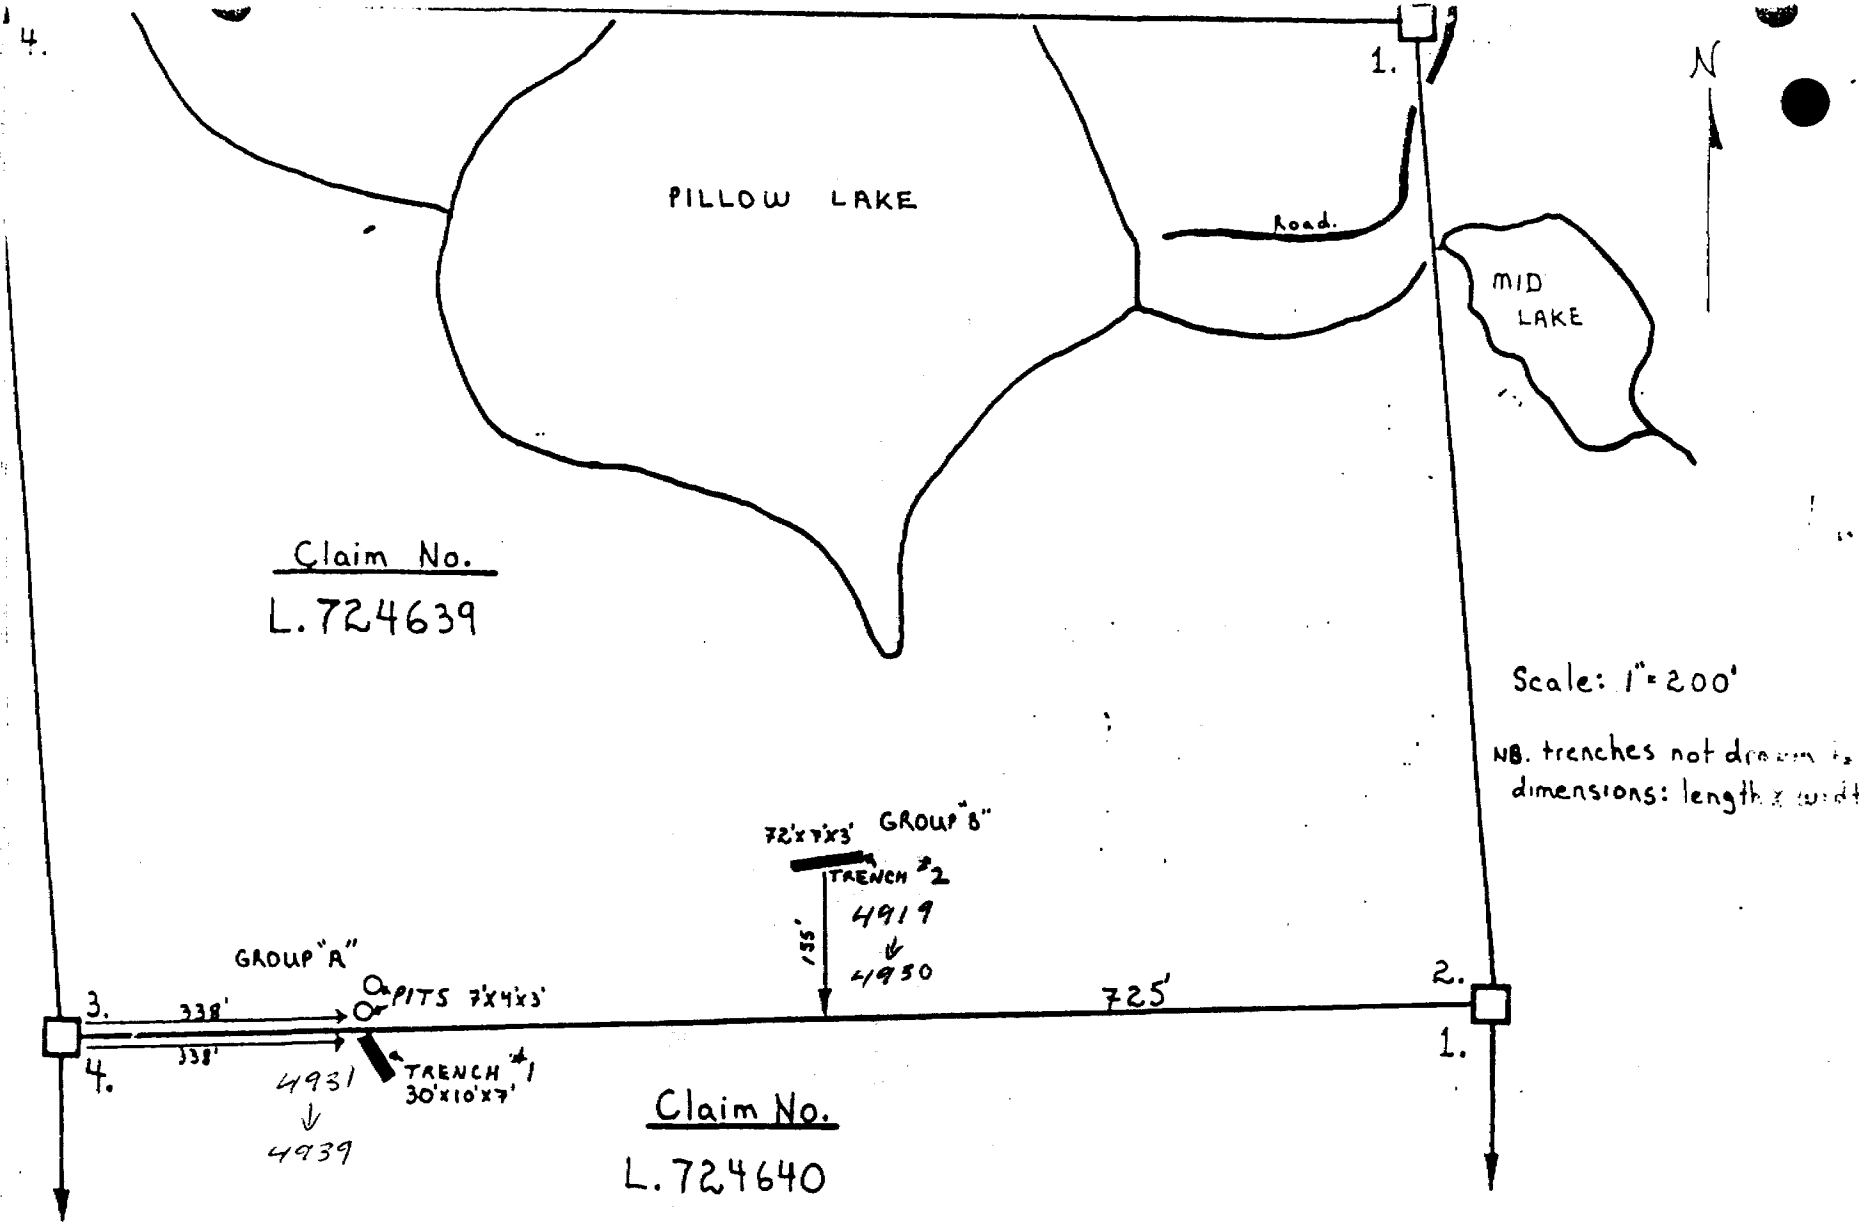 4.
1.
N
PILLOW LAKE
Road.
MID
LAKE
Claim No.
L.724639
Scale: 1"=200'
NB. trenches not drawn
dimensions: length x
72'x7'x3' GROUP "B"
TRENCH #2
4919
↓
4930
155'
GROUP "A"
PITS 7'x4'x3'
3.
338'
725'
2.
338'
4.
1.
4931
↓
4939
TRENCH #1
30'x10'x7'
Claim No.
L.724640